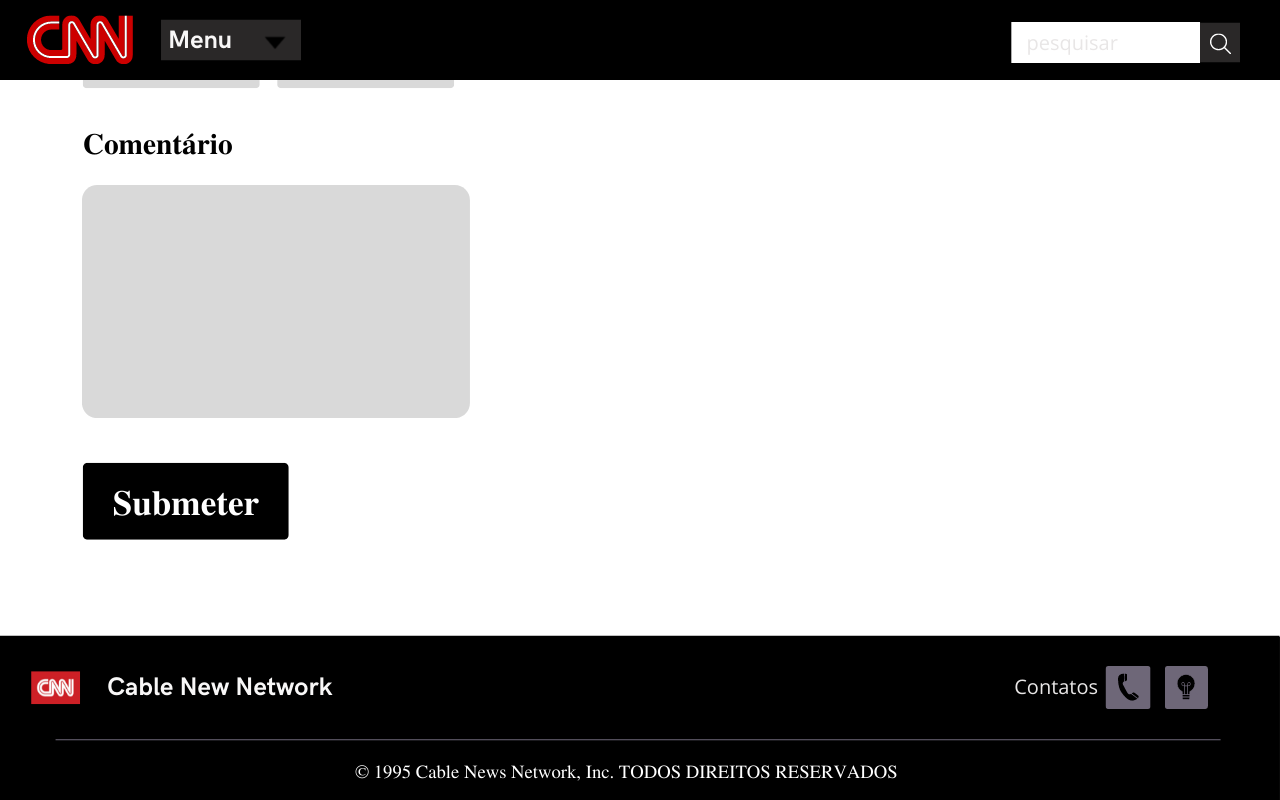 CNN
Menu
pesquisar
Comentário
Submeter
CNN
Cable New Network
Contatos
© 1995 Cable News Network, Inc. TODOS DIREITOS RESERVADOS